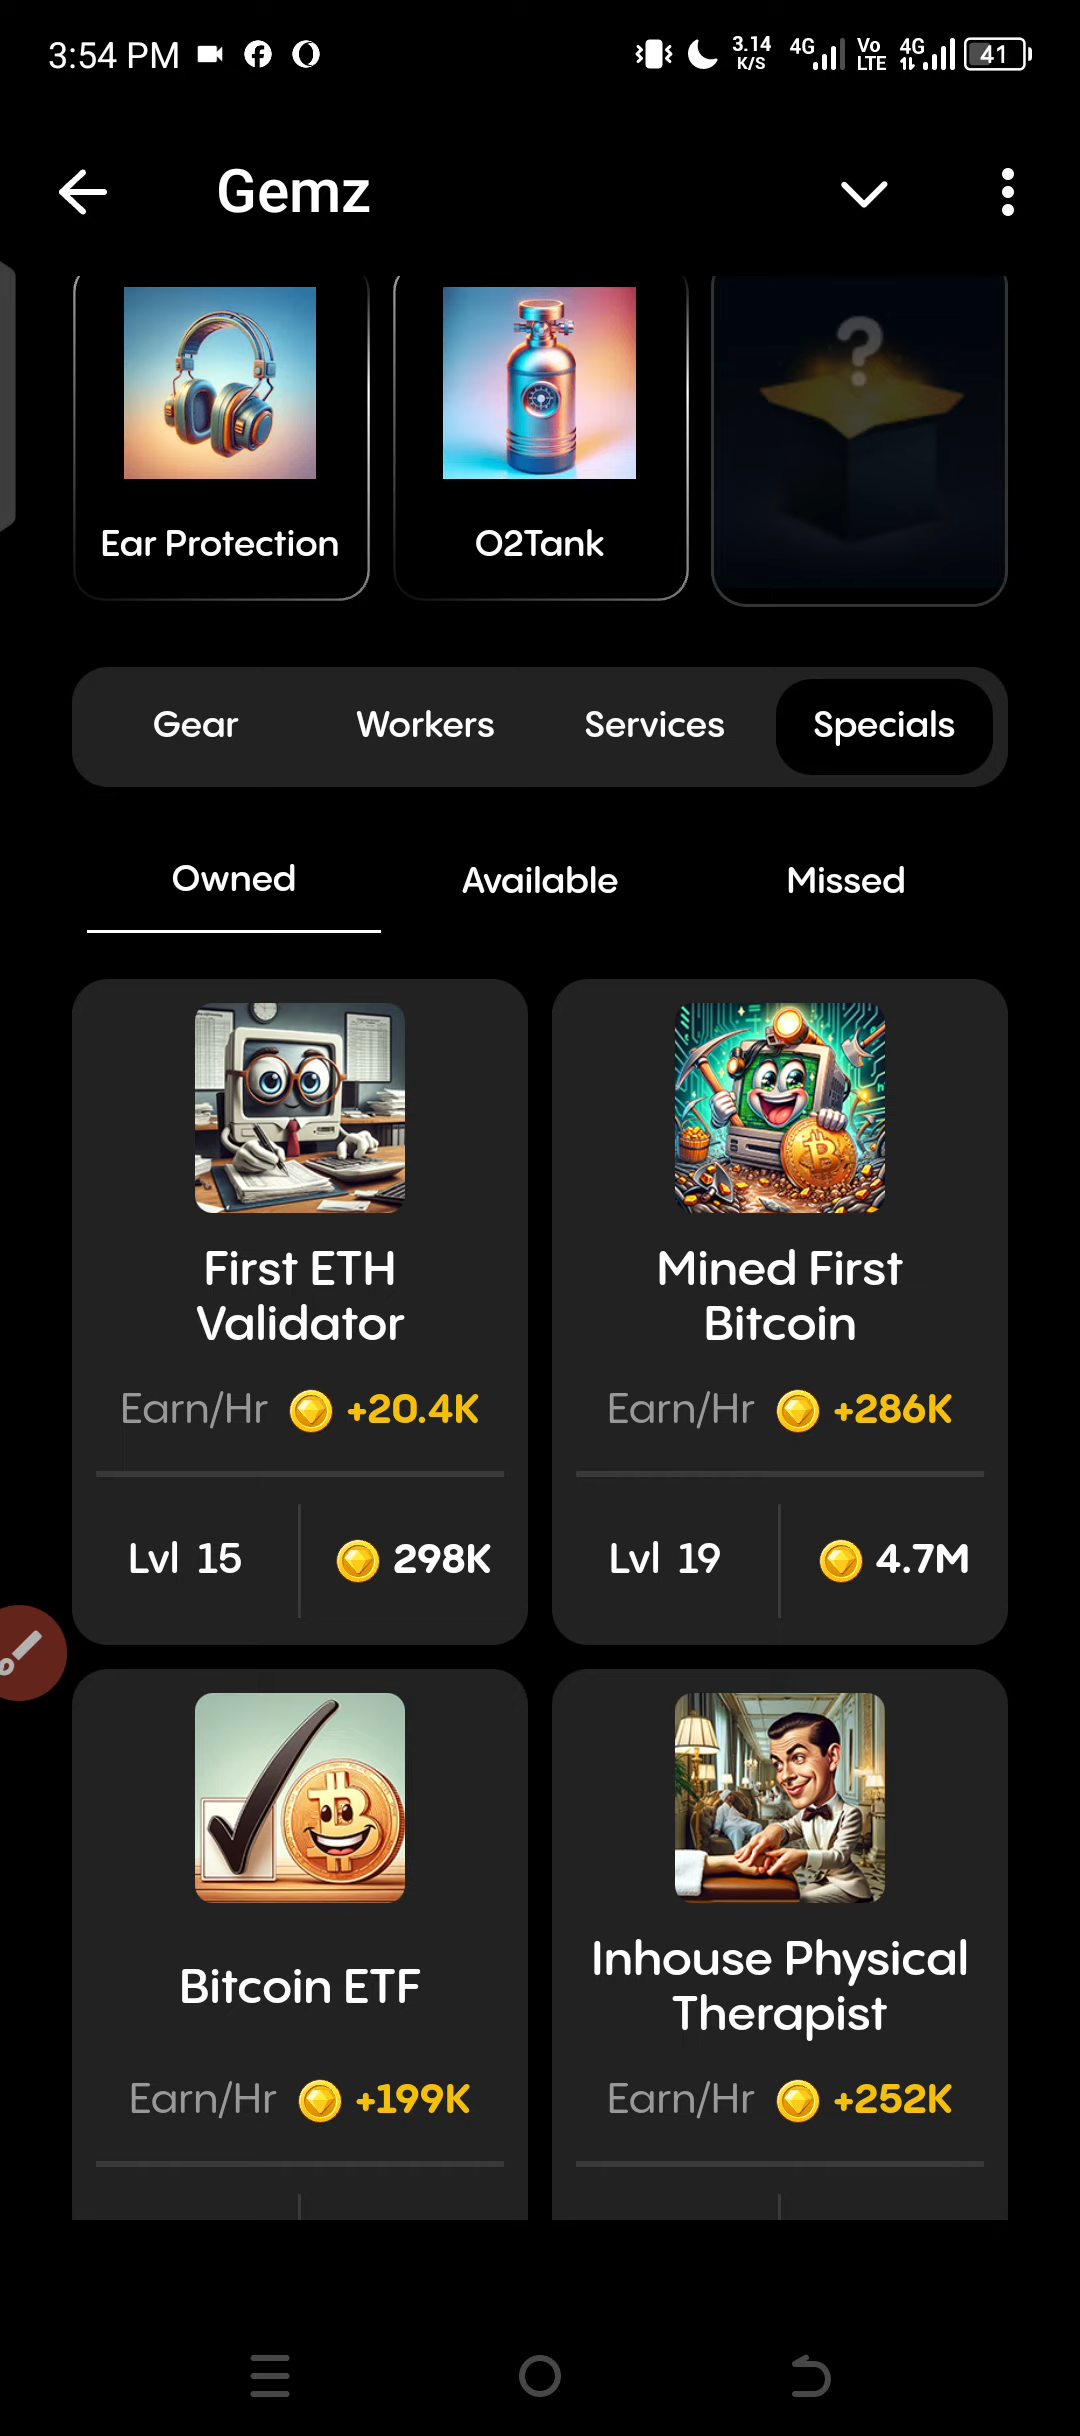 3:54 PM
3.14 K/S 4G Vo LTE 4G 41
Gemz
?
Ear Protection
O2Tank
Gear Workers Services Specials
Owned Available Missed
First ETH
Validator
Earn/Hr +20.4K
Lvl 15 298K
Mined First
Bitcoin
Earn/Hr +286K
Lvl 19 4.7M
Bitcoin ETF
Earn/Hr +199K
Inhouse Physical
Therapist
Earn/Hr +252K